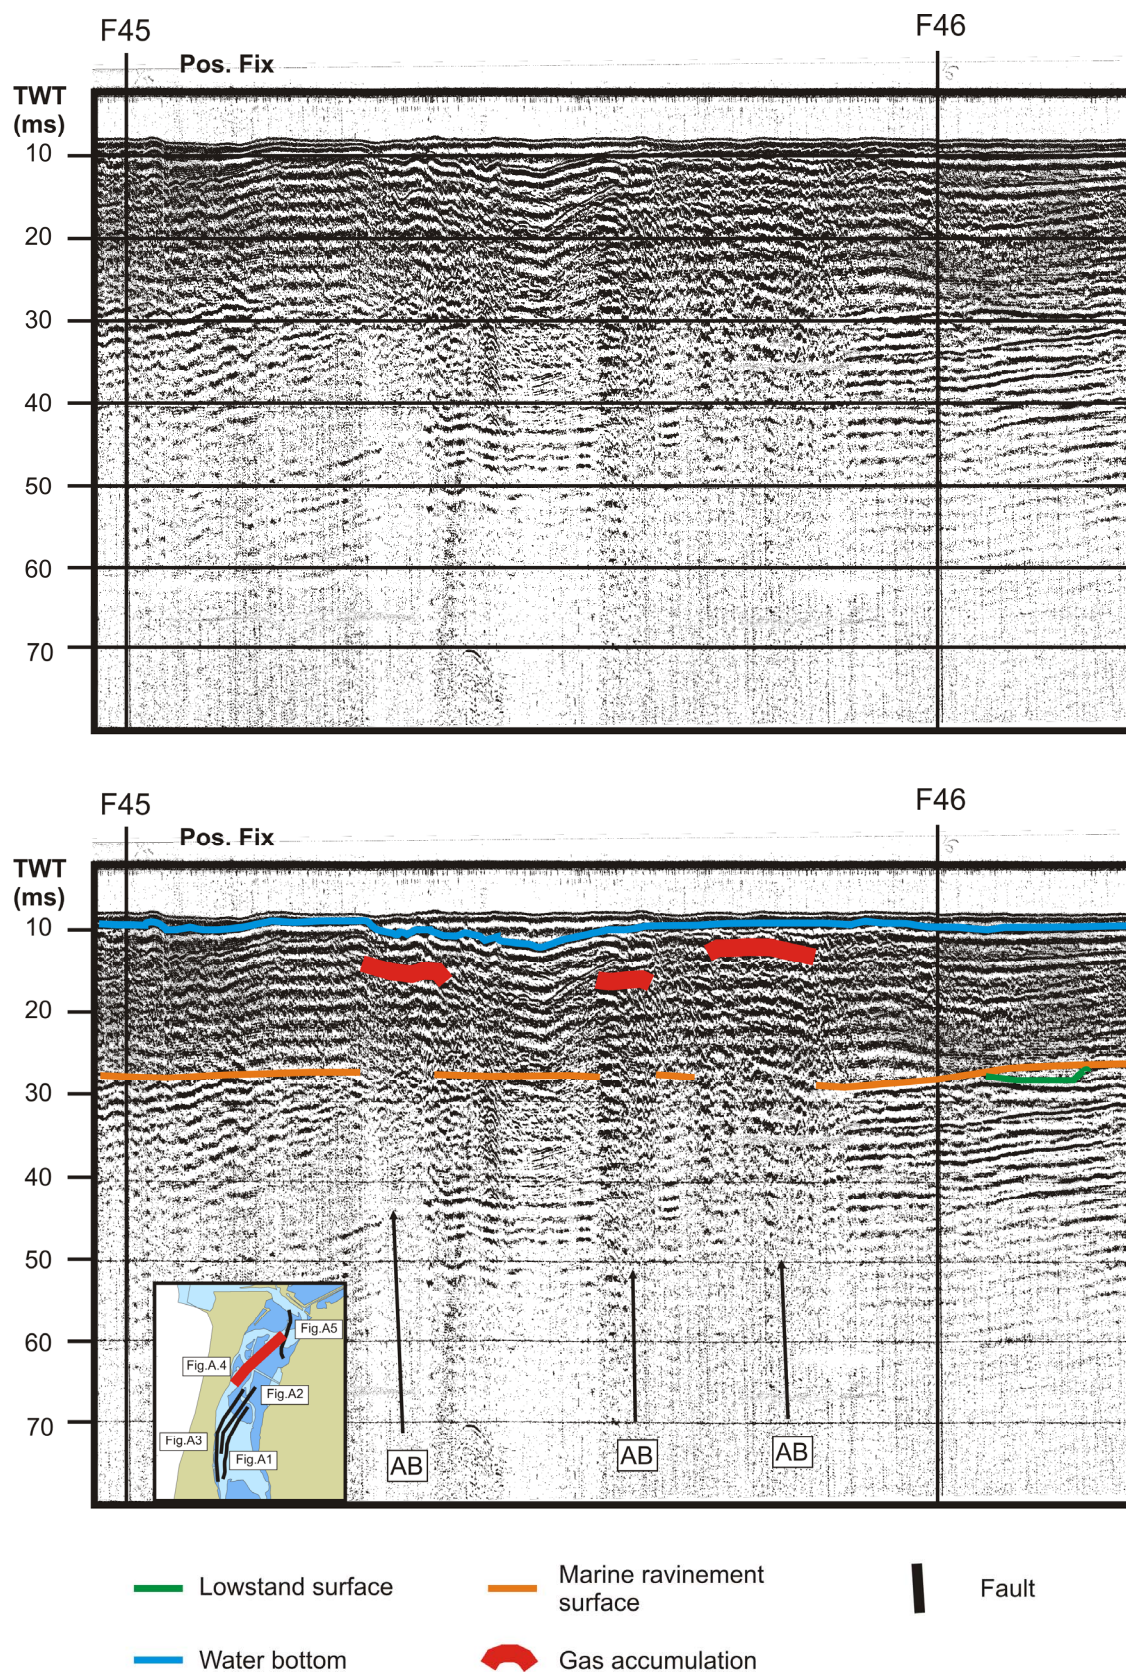 F45
F46
Pos. Fix
TWT
(ms)
10
20
30
40
50
60
70
F45
F46
Pos. Fix
TWT
(ms)
10
20
30
40
50
60
70
Fig.A5
Fig.A.4
Fig.A2
Fig.A3
Fig.A1
AB
AB
AB
Lowstand surface
Marine ravinement
surface
Fault
Water bottom
Gas accumulation